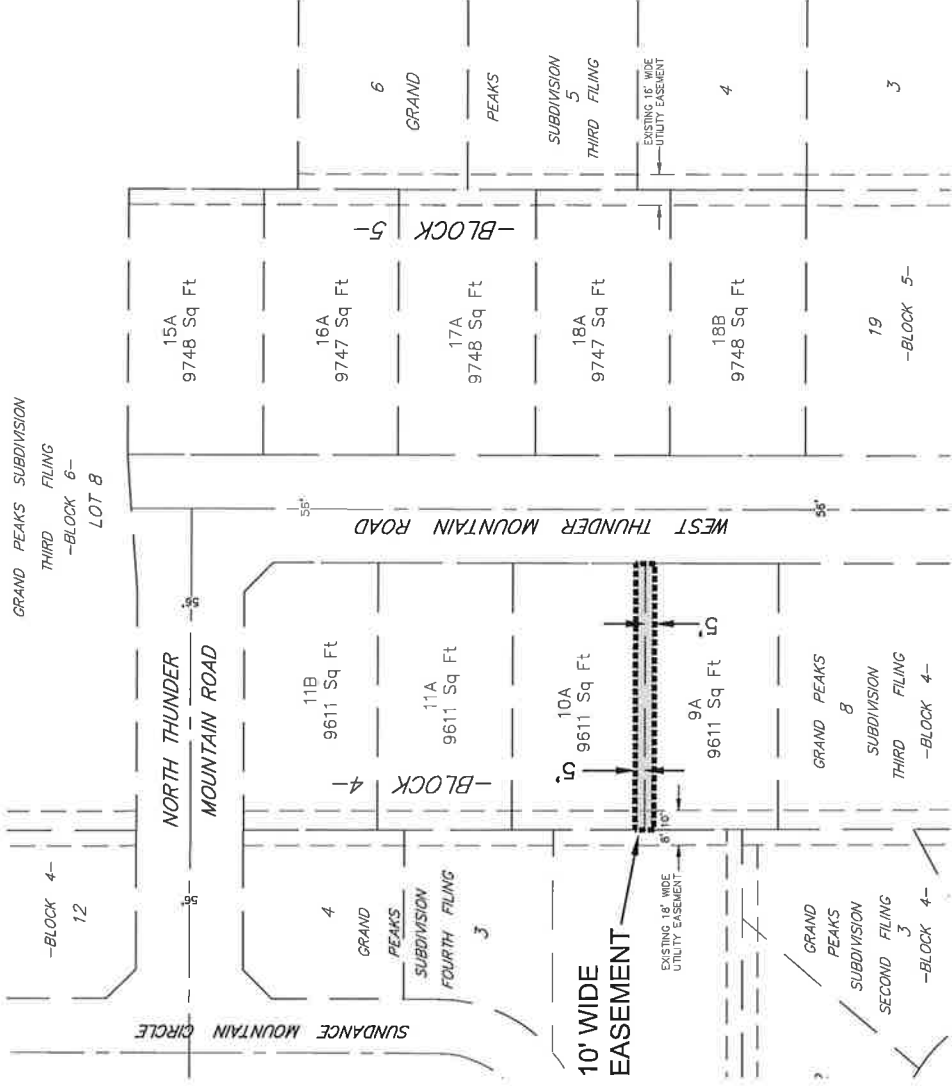 GRAND PEAKS SUBDIVISION
THIRD FILING
-BLOCK 6-
LOT 8
6
GRAND
PEAKS
SUBDIVISION
5
THIRD FILING
EXISTING 16' WIDE
UTILITY EASEMENT
4
3
-BLOCK 5-
15A
9748 Sq Ft
16A
9747 Sq Ft
17A
9748 Sq Ft
18A
9747 Sq Ft
18B
9748 Sq Ft
19
-BLOCK 5-
56'
WEST THUNDER MOUNTAIN ROAD
56'
NORTH THUNDER
MOUNTAIN ROAD
56'
56'
11B
9611 Sq Ft
11A
9611 Sq Ft
10A
9611 Sq Ft
9A
9611 Sq Ft
-BLOCK 4-
5'
5'
GRAND PEAKS
8
SUBDIVISION
THIRD FILING
-BLOCK 4-
8'
10'
-BLOCK 4-
12
4
GRAND
PEAKS
SUBDIVISION
FOURTH FILING
3
EXISTING 18' WIDE
UTILITY EASEMENT
10' WIDE
EASEMENT
GRAND
PEAKS
SUBDIVISION
SECOND FILING
3
-BLOCK 4-
SUNDANCE MOUNTAIN CIRCLE